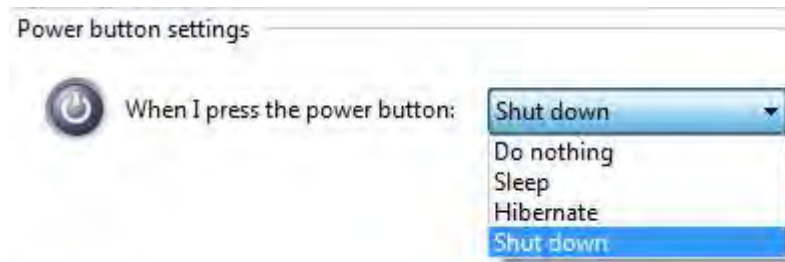 Power button settings
When I press the power button:
Shut down
Do nothing
Sleep
Hibernate
Shut down